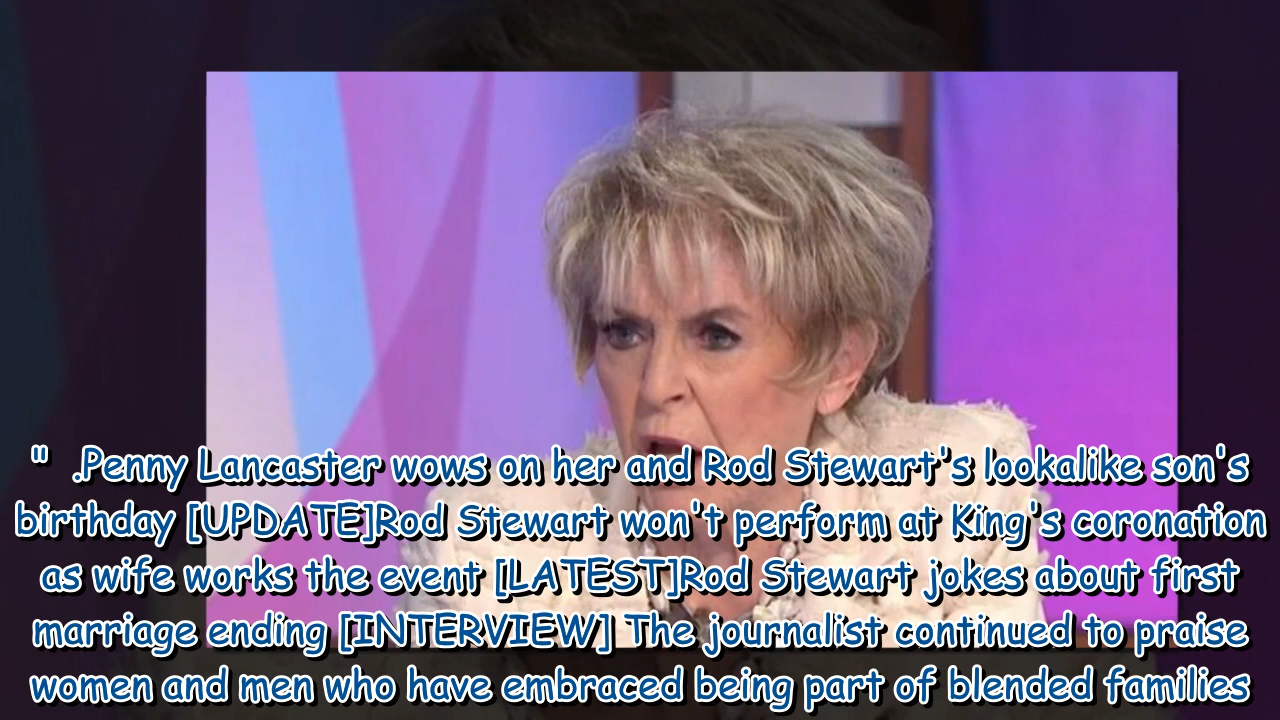 " .Penny Lancaster wows on her and Rod Stewart's lookalike son's
birthday [UPDATE]Rod Stewart won't perform at King's coronation
as wife works the event [LATEST]Rod Stewart jokes about first
marriage ending [INTERVIEW] The journalist continued to praise
women and men who have embraced being part of blended families